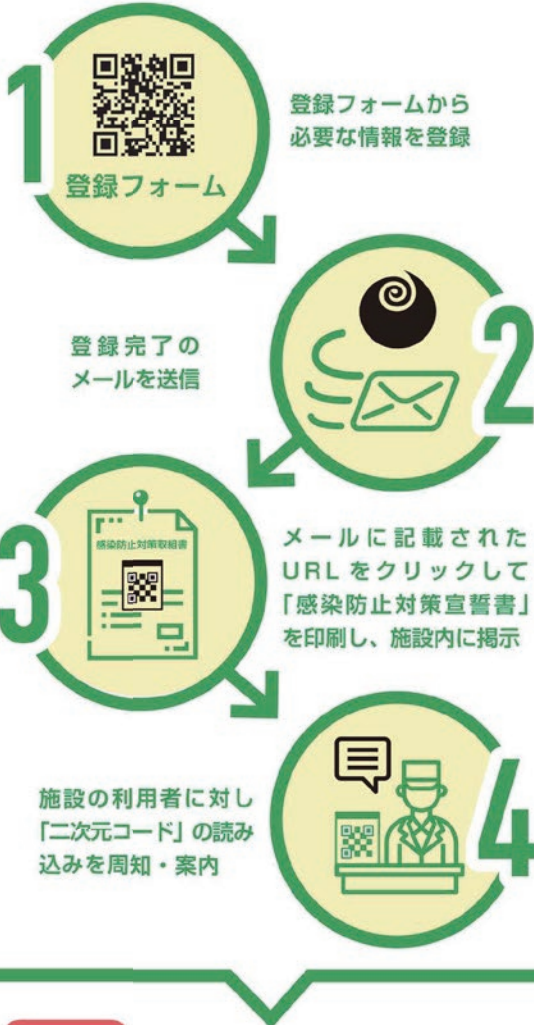 1
登録フォーム
登録フォームから
必要な情報を登録
2
登録完了の
メールを送信
3
感染防止対策取組書
メールに記載された
URLをクリックして
「感染防止対策宣誓書」
を印刷し、施設内に掲示
4
施設の利用者に対し
「二次元コード」の読み
込みを周知・案内